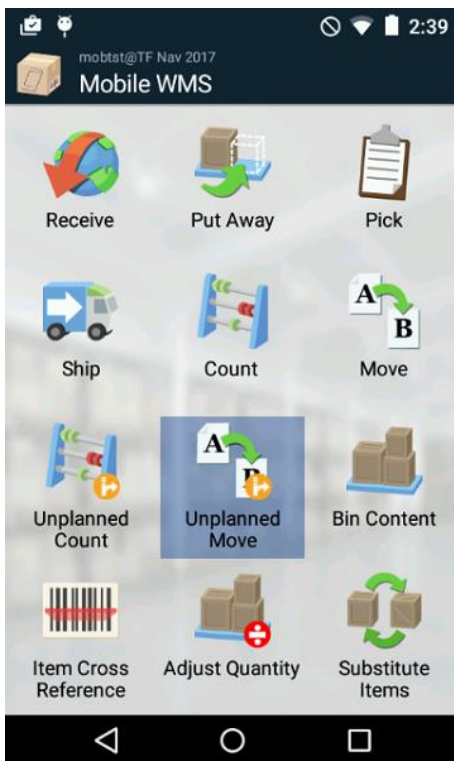 2:39
mobtst@TF Nav 2017
Mobile WMS
Receive
Put Away
Pick
Ship
Count
A
B
Move
Unplanned
Count
A
B
Unplanned
Move
Bin Content
Item Cross
Reference
Adjust Quantity
Substitute
Items